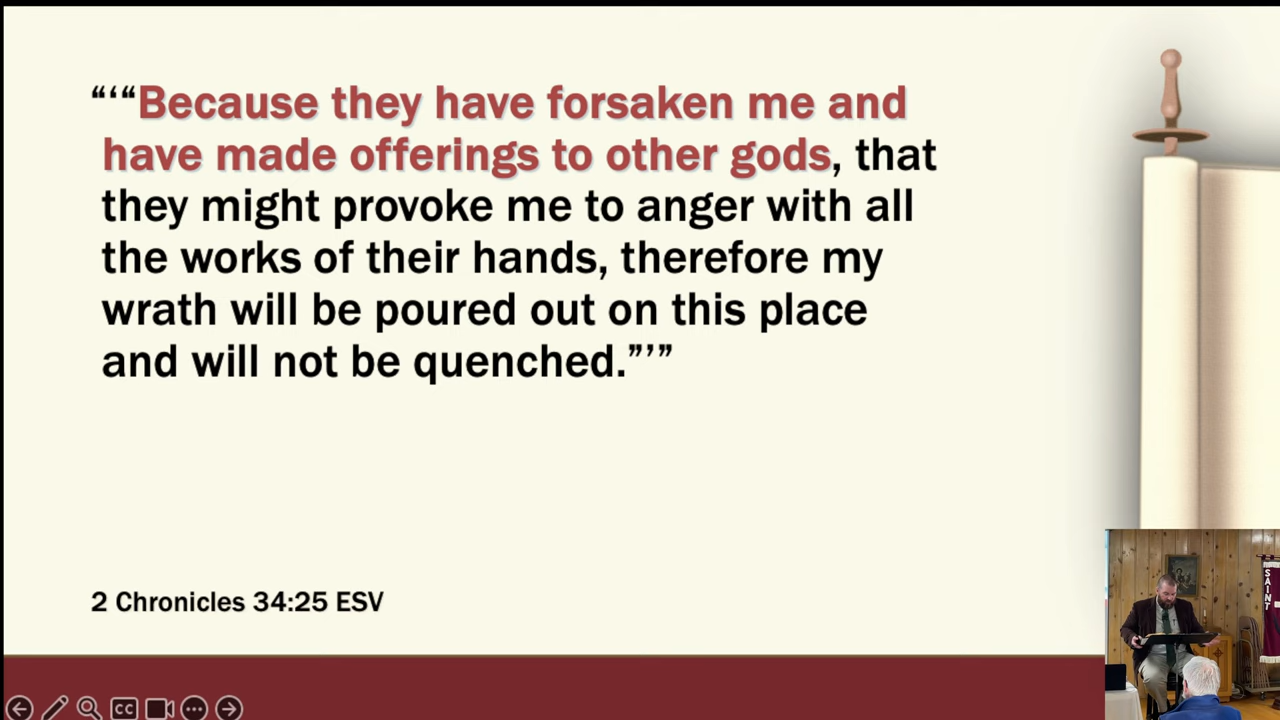 “‘“Because they have forsaken me and
have made offerings to other gods, that
they might provoke me to anger with all
the works of their hands, therefore my
wrath will be poured out on this place
and will not be quenched.”’”
2 Chronicles 34:25 ESV
CC
SAINT